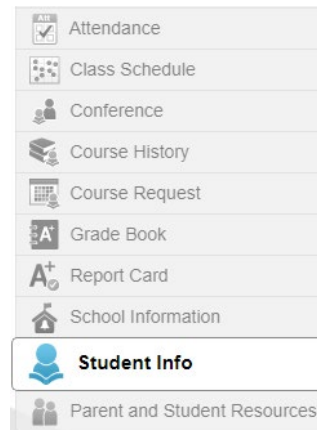 Attendance
Class Schedule
Conference
Course History
Course Request
Grade Book
Report Card
School Information
Student Info
Parent and Student Resources